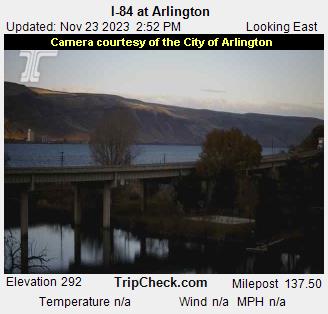 I-84 at Arlington
Updated: Nov 23 2023 2:52 PM Looking East
Camera courtesy of the City of Arlington
Elevation 292 TripCheck.com Milepost 137.50
Temperature n/a Wind n/a MPH n/a